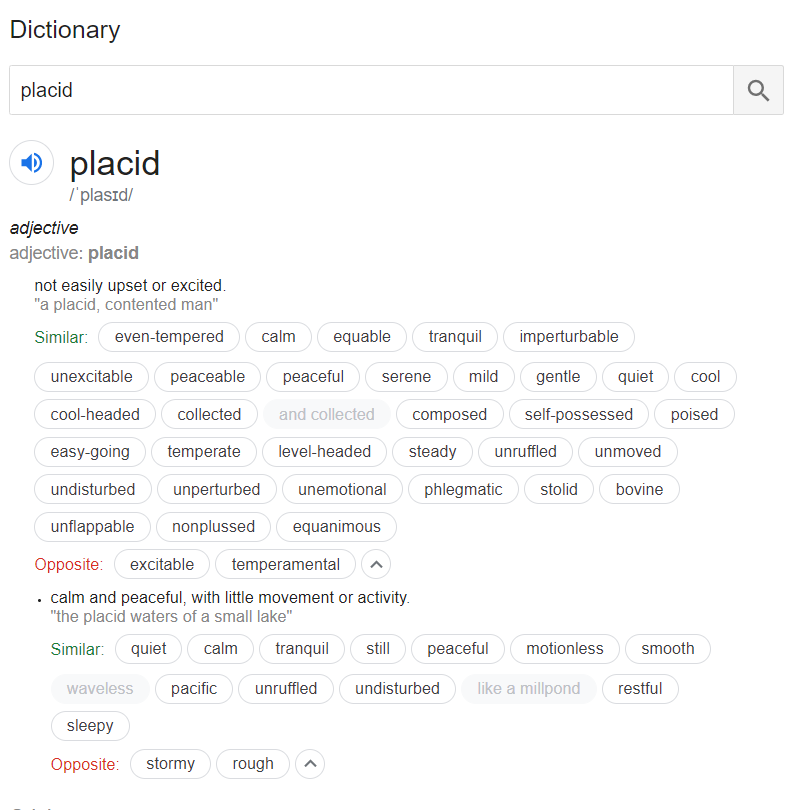 Dictionary
placid
placid
/ˈplasɪd/
adjective
adjective: placid
not easily upset or excited.
"a placid, contented man"
Similar: even-tempered calm equable tranquil imperturbable
unexcitable peaceable peaceful serene mild gentle quiet cool
cool-headed collected and collected composed self-possessed poised
easy-going temperate level-headed steady unruffled unmoved
undisturbed unperturbed unemotional phlegmatic stolid bovine
unflappable nonplussed equanimous
Opposite: excitable temperamental
• calm and peaceful, with little movement or activity.
"the placid waters of a small lake"
Similar: quiet calm tranquil still peaceful motionless smooth
waveless pacific unruffled undisturbed like a millpond restful
sleepy
Opposite: stormy rough